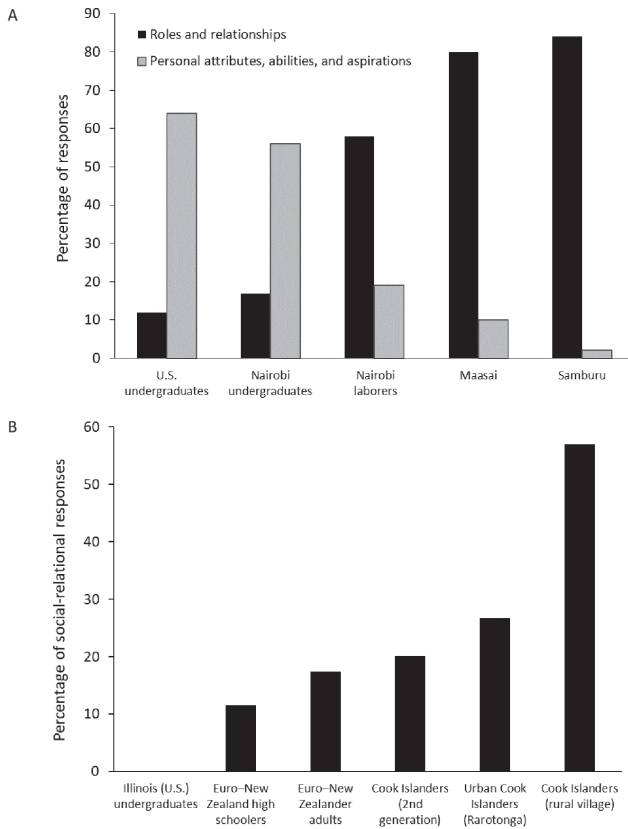 A
Percentage of responses
90
80
70
60
50
40
30
20
10
0
Roles and relationships
Personal attributes, abilities, and aspirations
U.S.
undergraduates
Nairobi
undergraduates
Nairobi
laborers
Maasai
Samburu
B
Percentage of social-relational responses
60
50
40
30
20
10
0
Illinois (U.S.)
undergraduates
Euro–New
Zealand high
schoolers
Euro–New
Zealander
adults
Cook Islanders
(2nd
generation)
Urban Cook
Islanders
(Rarotonga)
Cook Islanders
(rural village)